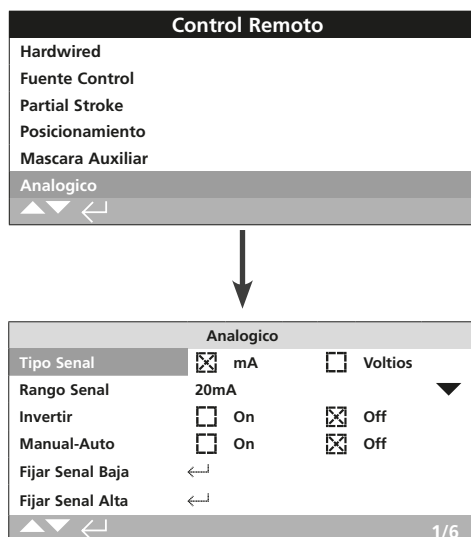 Control Remoto
Hardwired
Fuente Control
Partial Stroke
Posicionamiento
Mascara Auxiliar
Analogico
Analogico
Tipo Senal mA Voltios
Rango Senal 20mA
Invertir On Off
Manual-Auto On Off
Fijar Senal Baja
Fijar Senal Alta
1/6